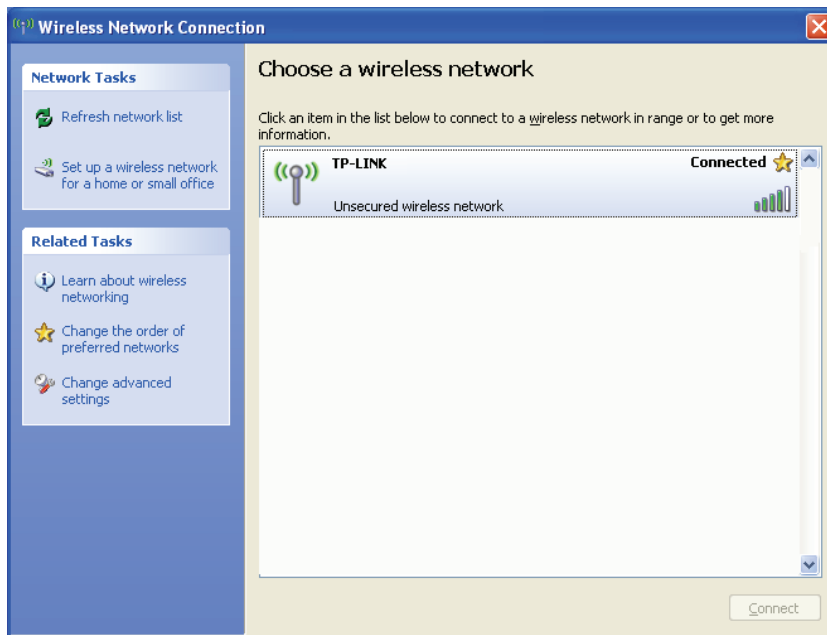 Wireless Network Connection
Network Tasks
Refresh network list
Set up a wireless network
for a home or small office
Related Tasks
Learn about wireless
networking
Change the order of
preferred networks
Change advanced
settings
Choose a wireless network
Click an item in the list below to connect to a wireless network in range or to get more
information.
TP-LINK Connected
Unsecured wireless network
Connect